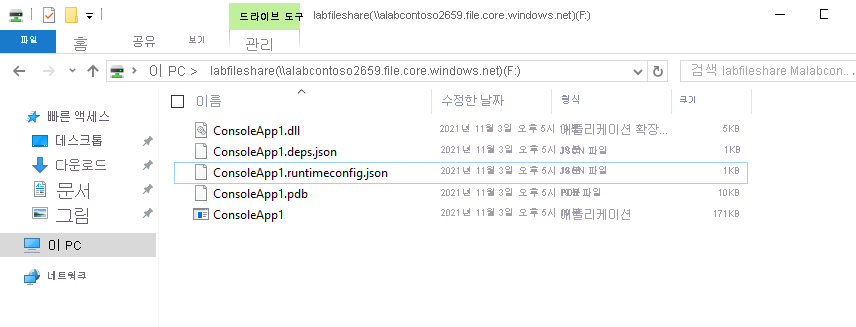 드라이브 도구 labfileshare(\\alabcontoso2659.file.core.windows.net)(F:)
파일 홈 공유 보기 관리
이 PC > labfileshare(\\alabcontoso2659.file.core.windows.net)(F:) 검색 labfileshare Malabcon...
이름 수정한 날짜 형식 크기
빠른 액세스
데스크톱
다운로드
문서
그림
이 PC
네트워크
ConsoleApp1.dll 2021년 11월 3일 오후 5시 애플리케이션 확장... 5KB
ConsoleApp1.deps.json 2021년 11월 3일 오후 5시 JSON 파일 1KB
ConsoleApp1.runtimeconfig.json 2021년 11월 3일 오후 5시 JSON 파일 1KB
ConsoleApp1.pdb 2021년 11월 3일 오후 5시 파일 10KB
ConsoleApp1 2021년 11월 3일 오후 5시 애플리케이션 171KB